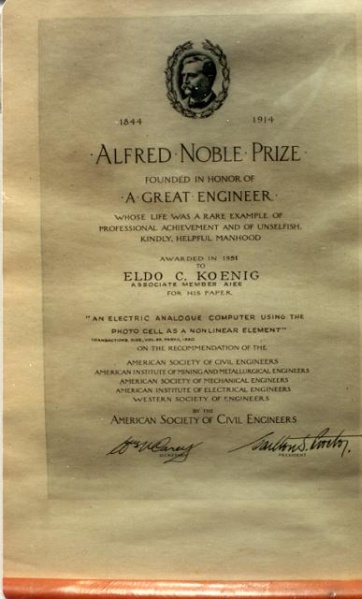 1844 1914
·ALFRED·NOBLE·PRIZE·
FOUNDED IN HONOR OF
·A·GREAT·ENGINEER·
WHOSE LIFE WAS A RARE EXAMPLE OF
PROFESSIONAL ACHIEVEMENT AND OF UNSELFISH,
KINDLY, HELPFUL MANHOOD
AWARDED IN 1951
TO
ELDO C. KOENIG
ASSOCIATE MEMBER AIEE
FOR HIS PAPER
"AN ELECTRIC ANALOGUE COMPUTER USING THE
PHOTO CELL AS A NONLINEAR ELEMENT"
TRANSACTIONS, AIEE, VOL.
ON THE RECOMMENDATION OF THE
AMERICAN SOCIETY OF CIVIL ENGINEERS
AMERICAN INSTITUTE OF MINING AND METALLURGICAL ENGINEERS
AMERICAN SOCIETY OF MECHANICAL ENGINEERS
AMERICAN INSTITUTE OF ELECTRICAL ENGINEERS
WESTERN SOCIETY OF ENGINEERS
BY THE
AMERICAN SOCIETY OF CIVIL ENGINEERS
SECRETARY PRESIDENT